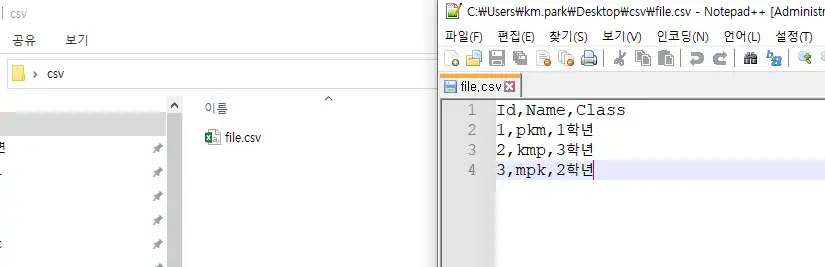 csv
공유 보기
csv
이름
file.csv
C:₩Users₩km.park₩Desktop₩csv₩file.csv - Notepad++ [Administr
파일(F) 편집(E) 찾기(S) 보기(V) 인코딩(N) 언어(L) 설정(T)
file.csv
1 Id,Name,Class
2 1,pkm,1학년
3 2,kmp,3학년
4 3,mpk,2학년